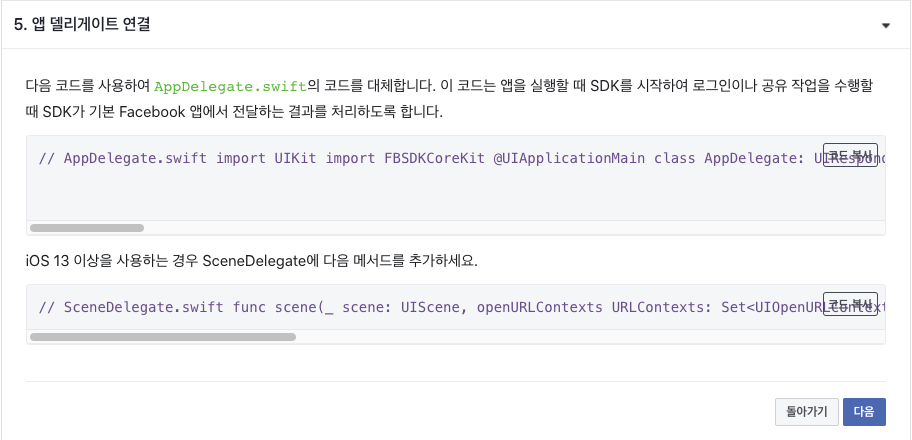 5. 앱 델리게이트 연결
다음 코드를 사용하여 AppDelegate.swift의 코드를 대체합니다. 이 코드는 앱을 실행할 때 SDK를 시작하여 로그인이나 공유 작업을 수행할
때 SDK가 기본 Facebook 앱에서 전달하는 결과를 처리하도록 합니다.
// AppDelegate.swift import UIKit import FBSDKCoreKit @UIApplicationMain class AppDelegate: UIRespond
코드 복사
iOS 13 이상을 사용하는 경우 SceneDelegate에 다음 메서드를 추가하세요.
// SceneDelegate.swift func scene(_ scene: UIScene, openURLContexts URLContexts: Set<UIOpenURLContext
코드 복사
돌아가기 다음